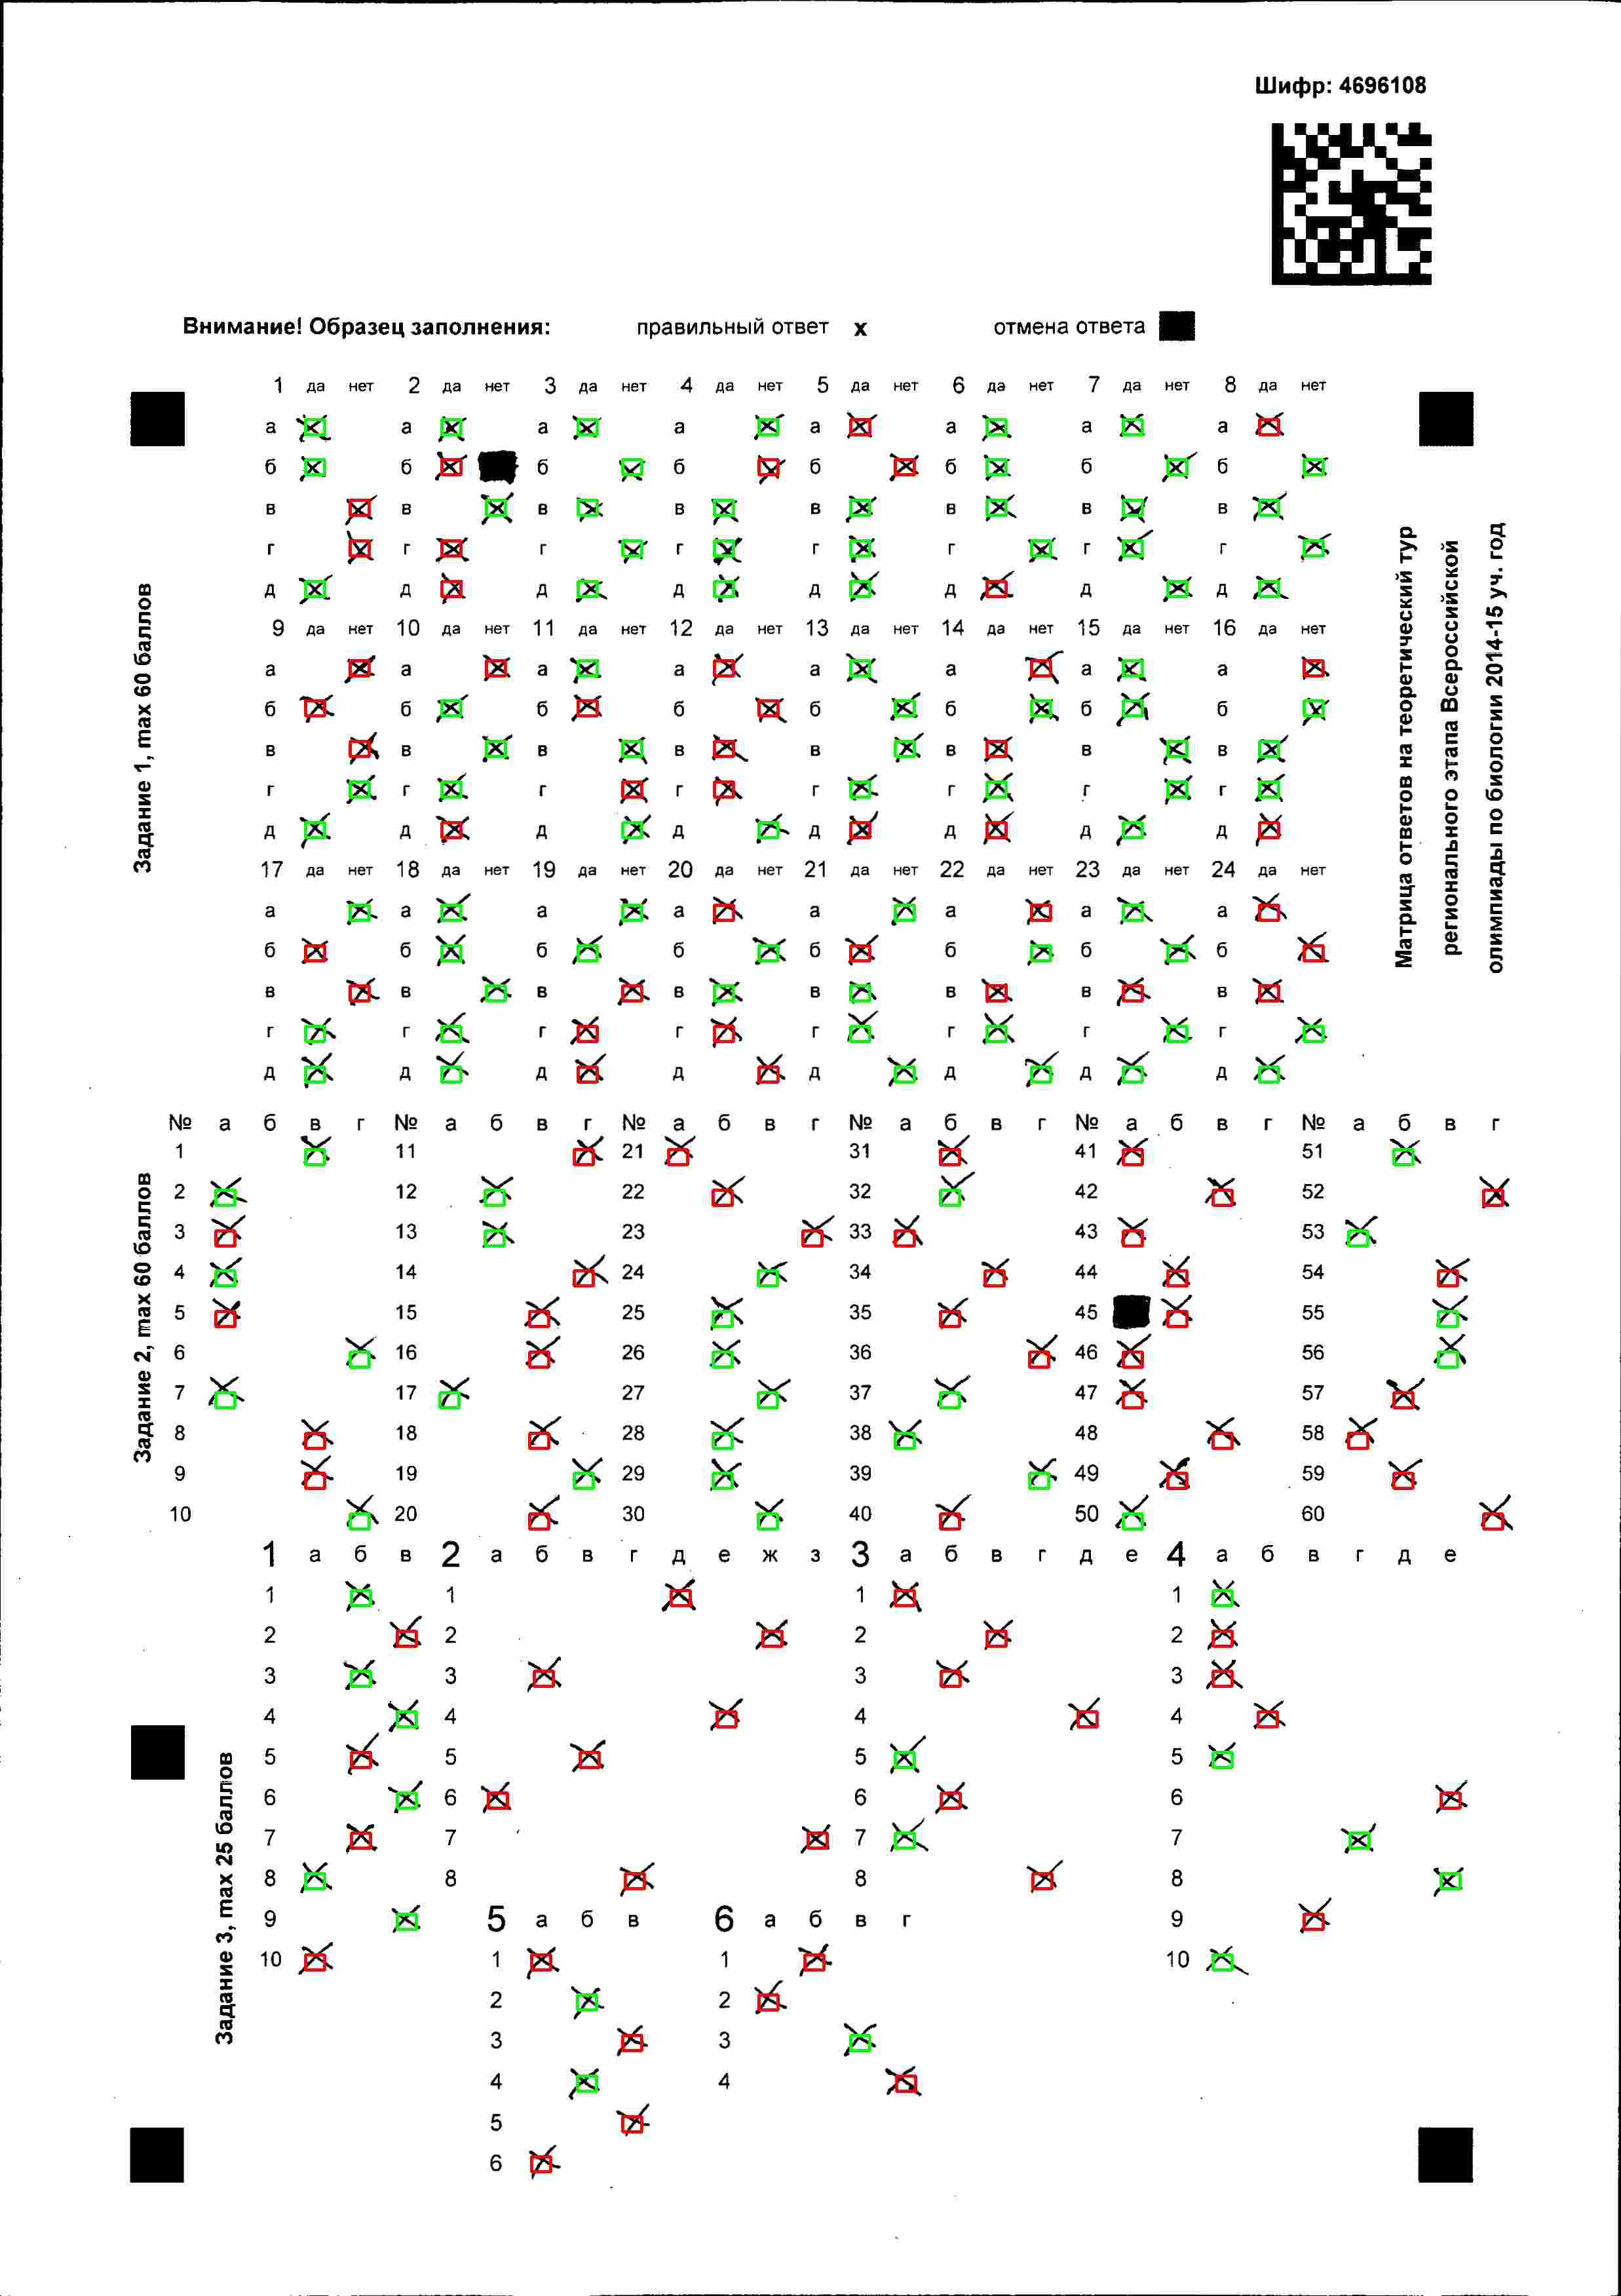 Шифр: 4696108
Внимание! Образец заполнения: правильный ответ х отмена ответа
1 да нет 2 да нет 3 да нет 4 да нет 5 да нет 6 да нет 7 да нет 8 да нет
а а а а а а а а
б б б б б б б б
в в в в в в в в
г г г г г г г г
д д д д д д д д
9 да нет 10 да нет 11 да нет 12 да нет 13 да нет 14 да нет 15 да нет 16 да нет
а а а а а а а а
б б б б б б б б
в в в в в в в в
г г г г г г г г
д д д д д д д д
17 да нет 18 да нет 19 да нет 20 да нет 21 да нет 22 да нет 23 да нет 24 да нет
а а а а а а а а
б б б б б б б б
в в в в в в в в
г г г г г г г г
д д д д д д д д
Задание 1, max 60 баллов
Матрица ответов на теоретический тур
регионального этапа Всероссийской
олимпиады по биологии 2014-15 уч. год
№ а б в г № а б в г № а б в г № а б в г № а б в г № а б в г
1 11 21 31 41 51
2 12 22 32 42 52
3 13 23 33 43 53
4 14 24 34 44 54
5 15 25 35 45 55
6 16 26 36 46 56
7 17 27 37 47 57
8 18 28 38 48 58
9 19 29 39 49 59
10 20 30 40 50 60
Задание 2, max 60 баллов
1 а б в 2 а б в г д е ж з 3 а б в г д е 4 а б в г д е
1 1 1 1
2 2 2 2
3 3 3 3
4 4 4 4
5 5 5 5
6 6 6 6
7 7 7 7
8 8 8 8
9 5 а б в 6 а б в г 9
10 1 1 10
2 2
3 3
4 4
5
6
Задание 3, max 25 баллов